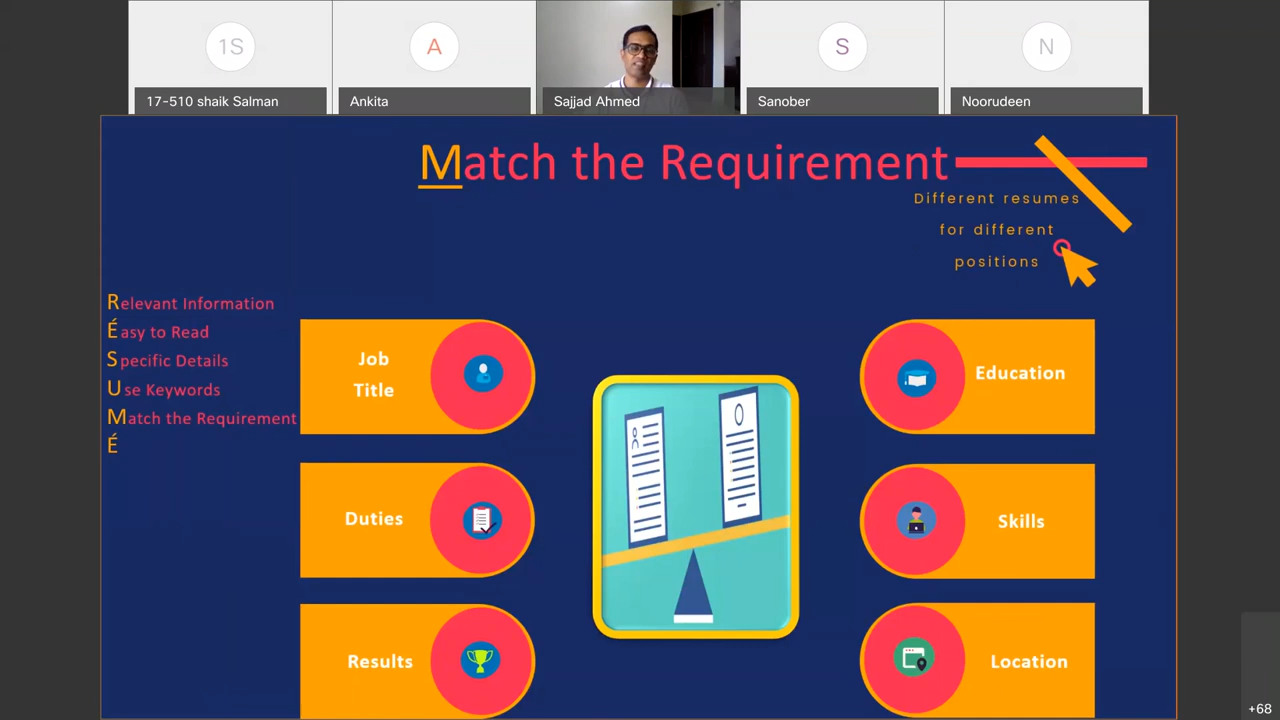 1S
A
S
N
17-510 shaik Salman
Ankita
Sajjad Ahmed
Sanober
Noorudeen
Match the Requirement
Different resumes
for different
positions
Relevant Information
Éasy to Read
Specific Details
Use Keywords
Match the Requirement
É
Job
Title
Education
Duties
Skills
Results
Location
+68